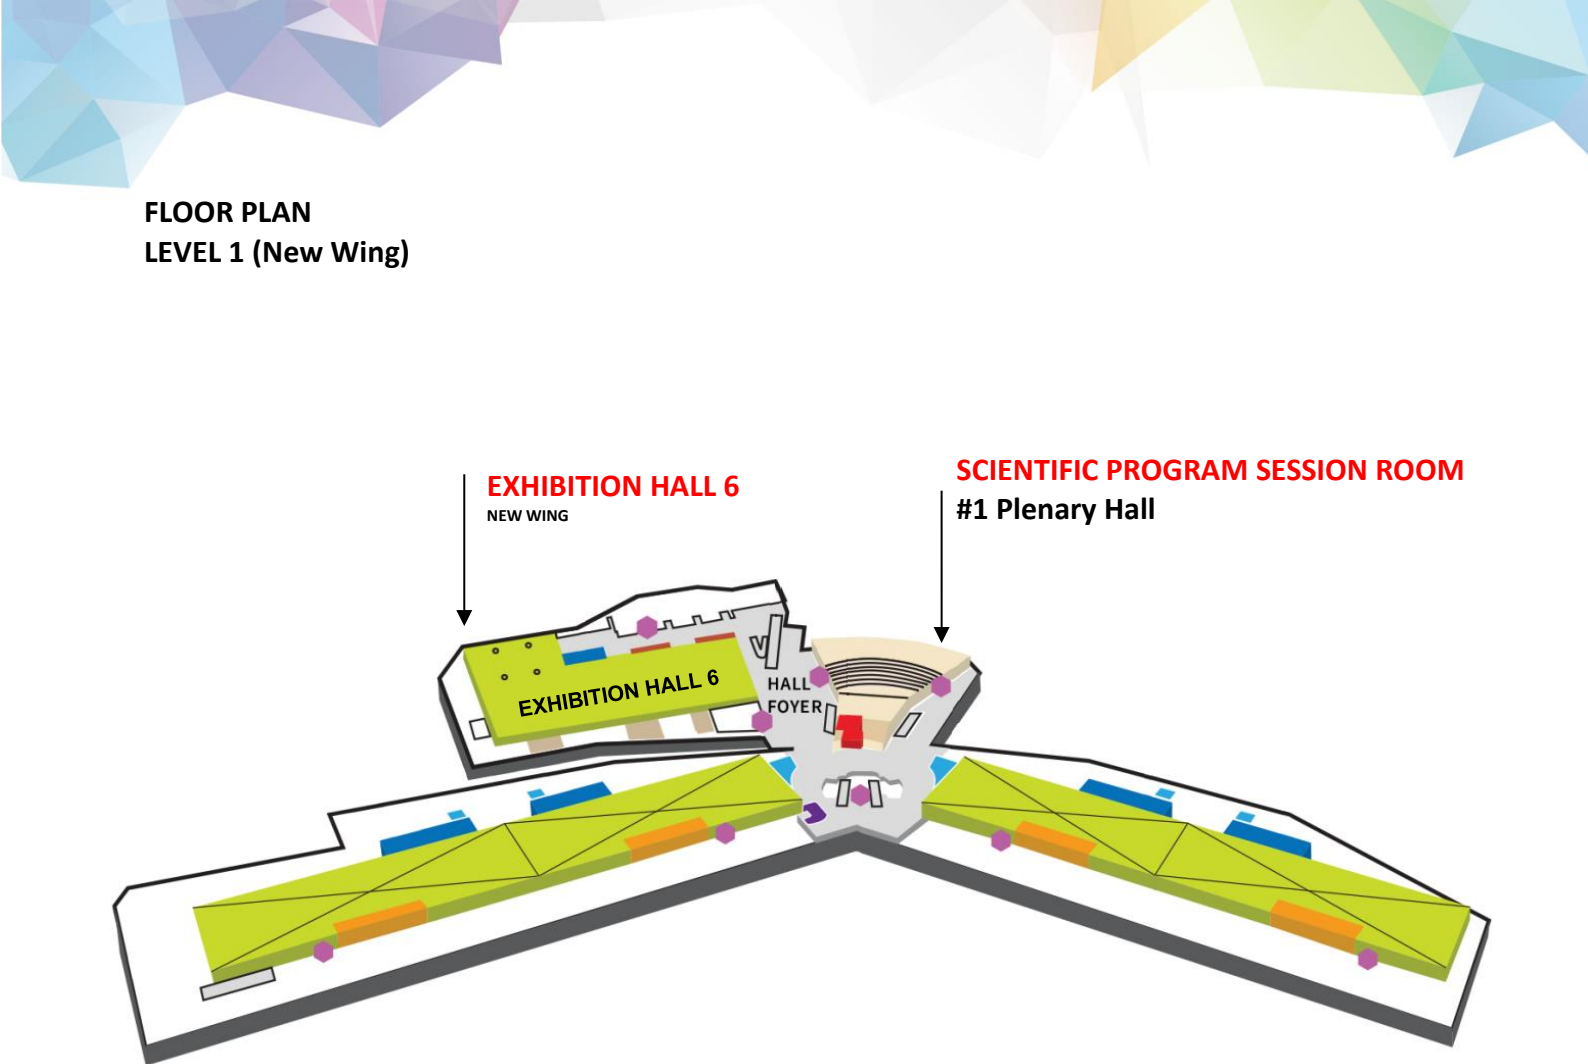 FLOOR PLAN
LEVEL 1 (New Wing)
EXHIBITION HALL 6
NEW WING
SCIENTIFIC PROGRAM SESSION ROOM
#1 Plenary Hall
EXHIBITION HALL 6
HALL
FOYER